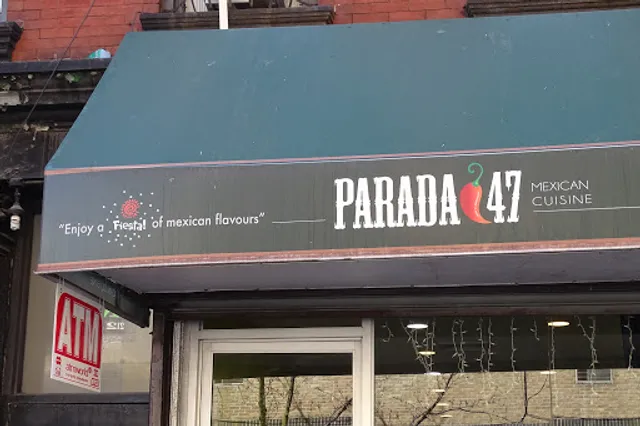 "Enjoy a Fiesta! of mexican flavours"
PARADA 47
MEXICAN
CUISINE
ATM